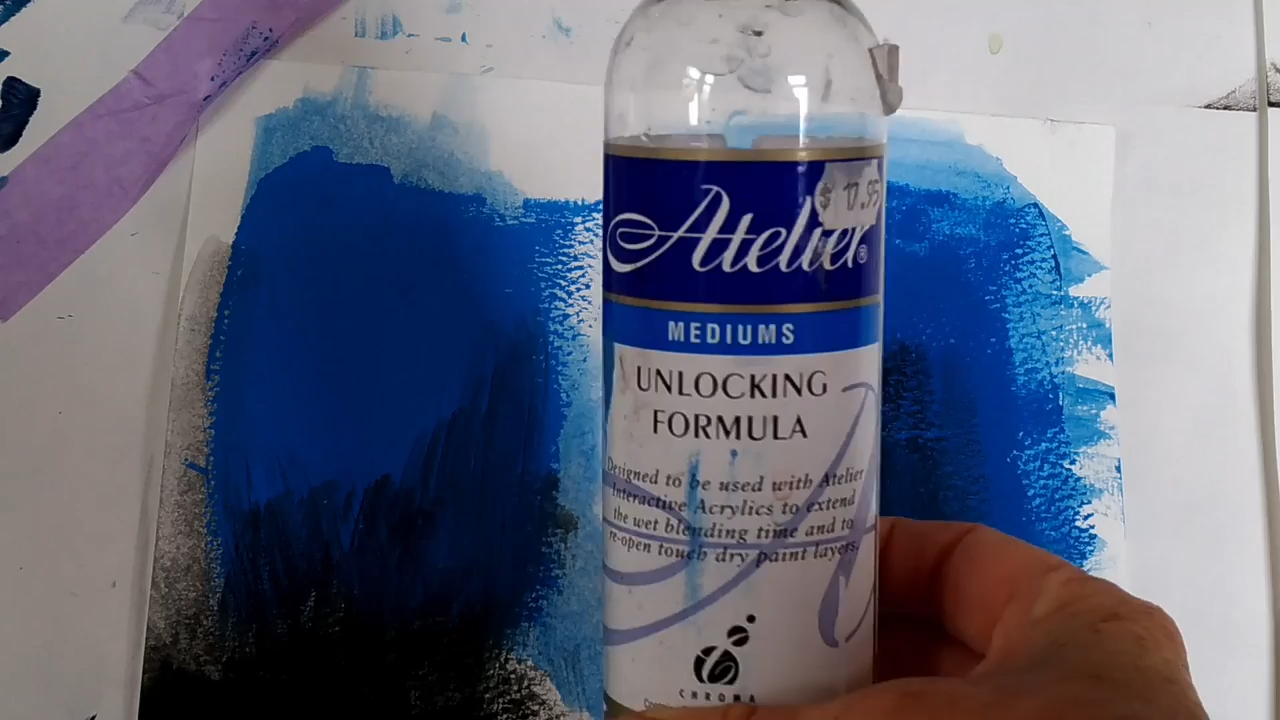 $ 17.95
Atelier®
MEDIUMS
UNLOCKING
FORMULA
Designed to be used with Atelier
Interactive Acrylics to extend
the wet blending time and to
re-open touch dry paint layers.
CHROMA